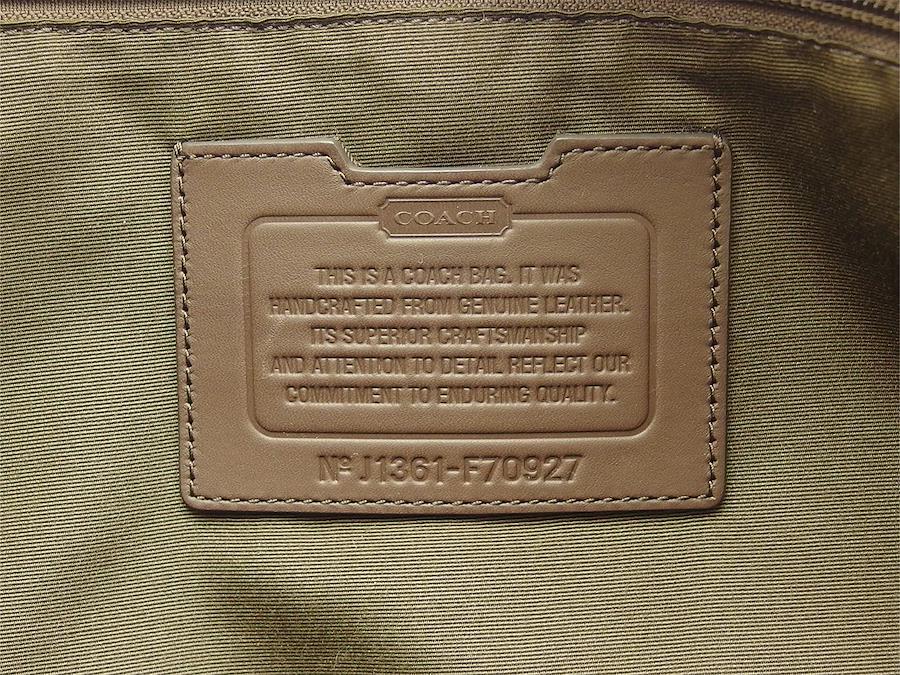 COACH
THIS IS A COACH BAG. IT WAS
HANDCRAFTED FROM GENUINE LEATHER.
ITS SUPERIOR CRAFTSMANSHIP
AND ATTENTION TO DETAIL REFLECT OUR
COMMITMENT TO ENDURING QUALITY.
Nº J1361-F70927